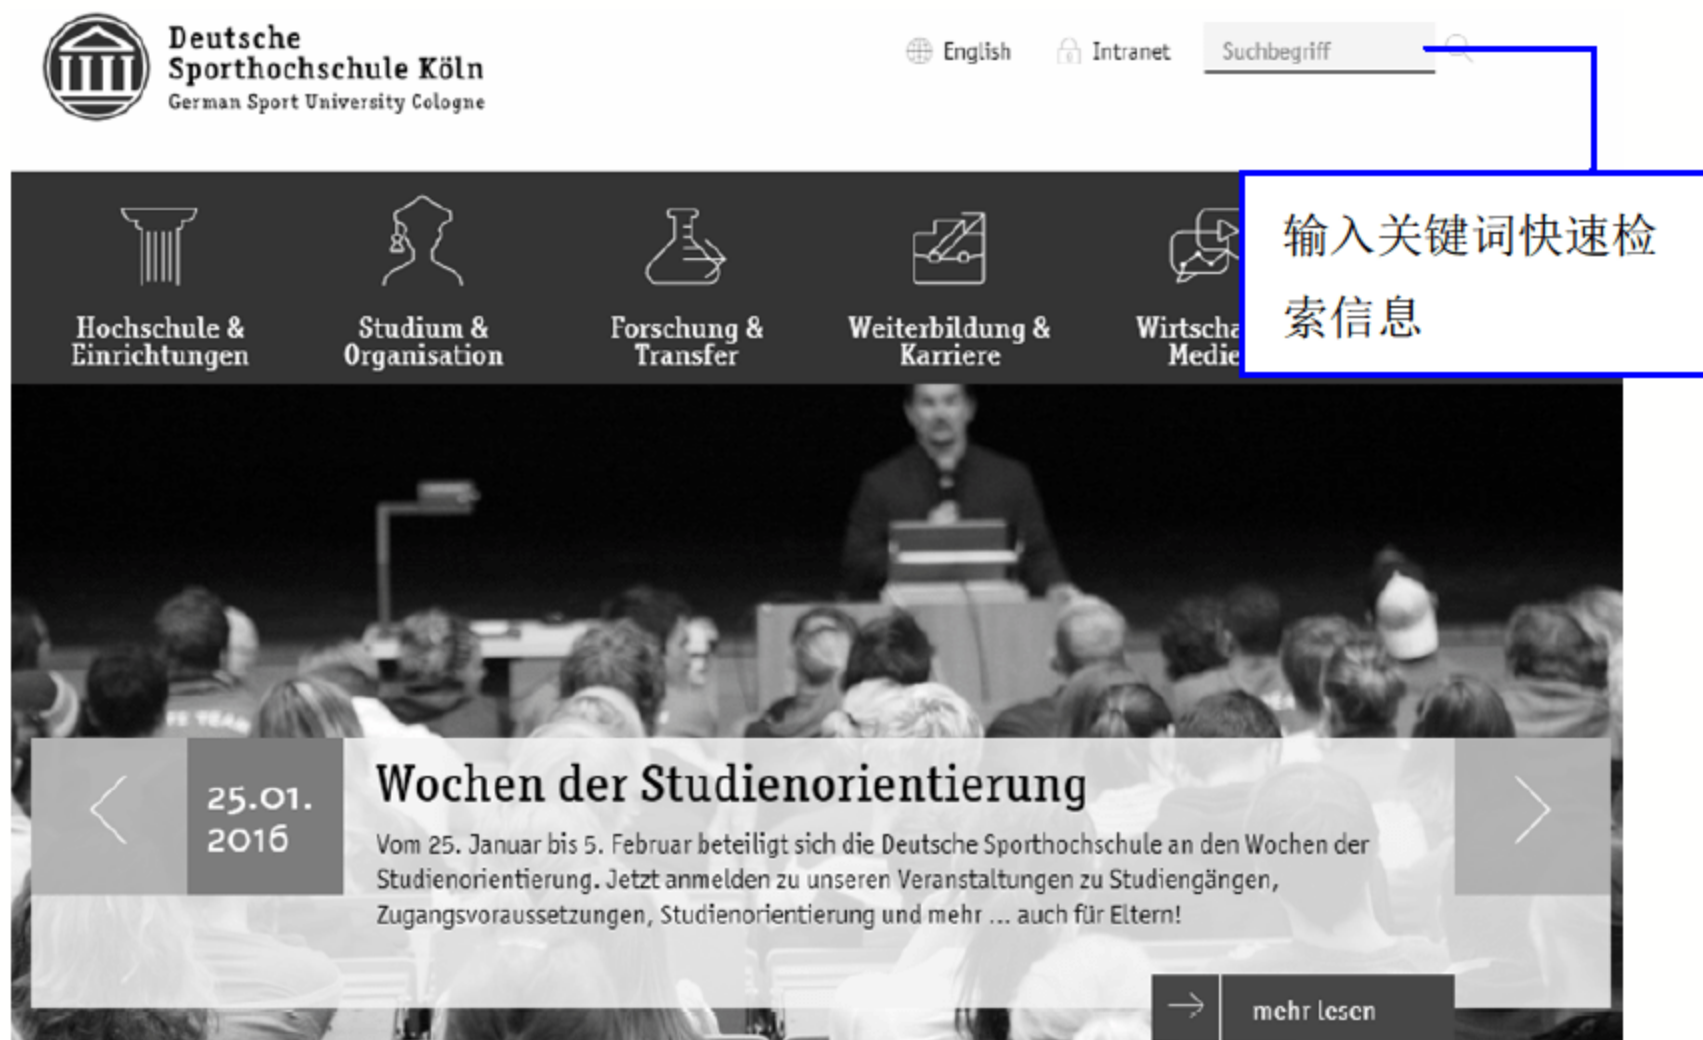 Deutsche
Sporthochschule Köln
German Sport University Cologne
English
Intranet
Suchbegriff
输入关键词快速检
索信息
Hochschule &
Einrichtungen
Studium &
Organisation
Forschung &
Transfer
Weiterbildung &
Karriere
25.01.
2016
Wochen der Studienorientierung
Vom 25. Januar bis 5. Februar beteiligt sich die Deutsche Sporthochschule an den Wochen der
Studienorientierung. Jetzt anmelden zu unseren Veranstaltungen zu Studiengängen,
Zugangsvoraussetzungen, Studienorientierung und mehr ... auch für Eltern!
mehr lesen